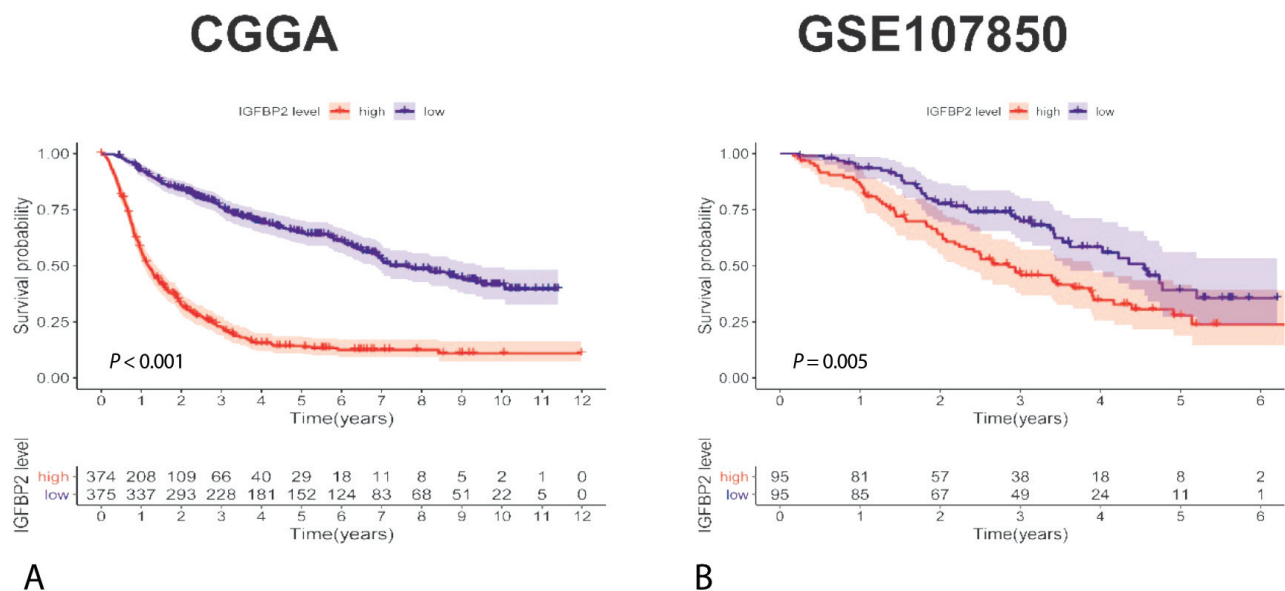 CGGA
IGFBP2 level high low
1.00
0.75
0.50
0.25
0.00
Survival probability
P < 0.001
0 1 2 3 4 5 6 7 8 9 10 11 12
Time(years)
IGFBP2 level
high 374 208 109 66 40 29 18 11 8 5 2 1 0
low 375 337 293 228 181 152 124 83 68 51 22 5 0
0 1 2 3 4 5 6 7 8 9 10 11 12
Time(years)
A
GSE107850
IGFBP2 level high low
1.00
0.75
0.50
0.25
0.00
Survival probability
P = 0.005
0 1 2 3 4 5 6
Time(years)
IGFBP2 level
high 95 81 57 38 18 8 2
low 95 85 67 49 24 11 1
0 1 2 3 4 5 6
Time(years)
B